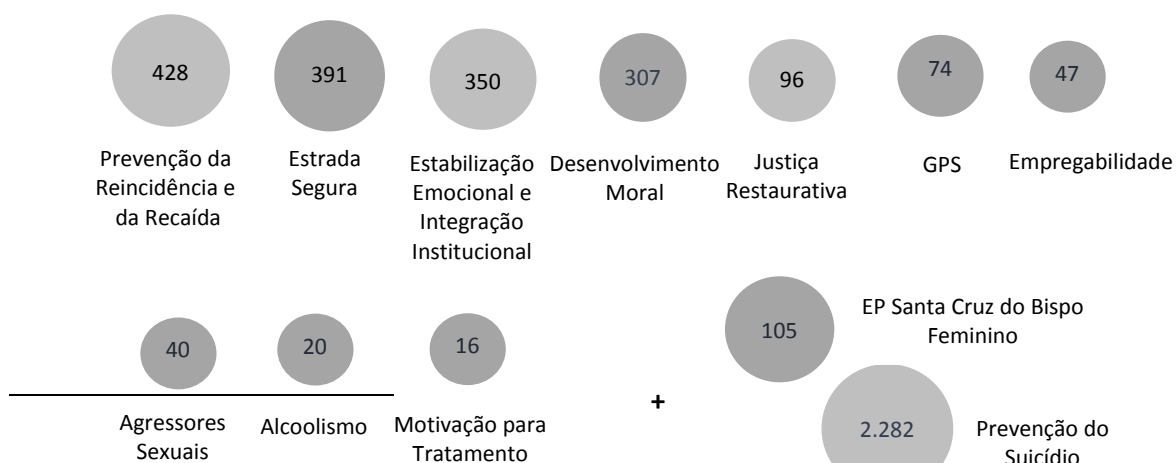 428
391
350
307
96
74
47
Prevenção da
Reincidência e
da Recaída
Estrada
Segura
Estabilização
Emocional e
Integração
Institucional
Desenvolvimento
Moral
Justiça
Restaurativa
GPS
Empregabilidade
40
20
16
105
EP Santa Cruz do Bispo
Feminino
+
Agressores
Sexuais
Alcoolismo
Motivação para
Tratamento
2.282
Prevenção do
Suicídio